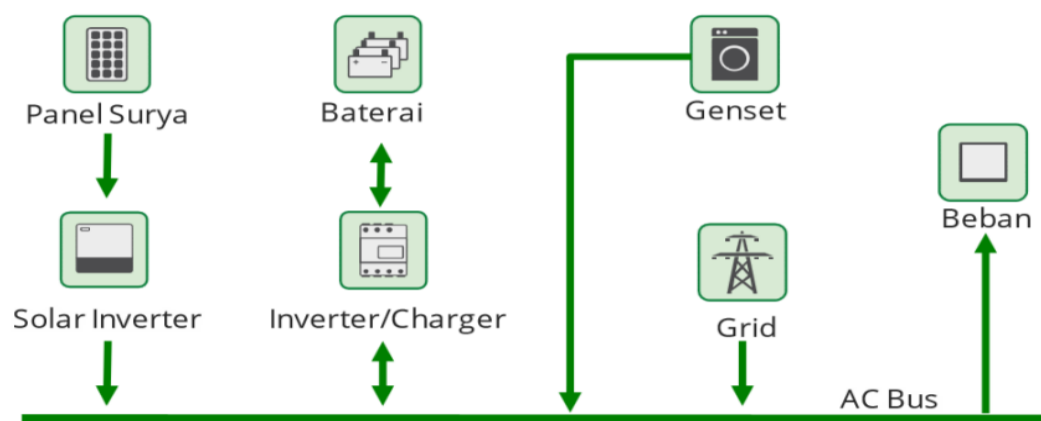 Panel Surya
Baterai
Genset
Beban
Solar Inverter
Inverter/Charger
Grid
AC Bus